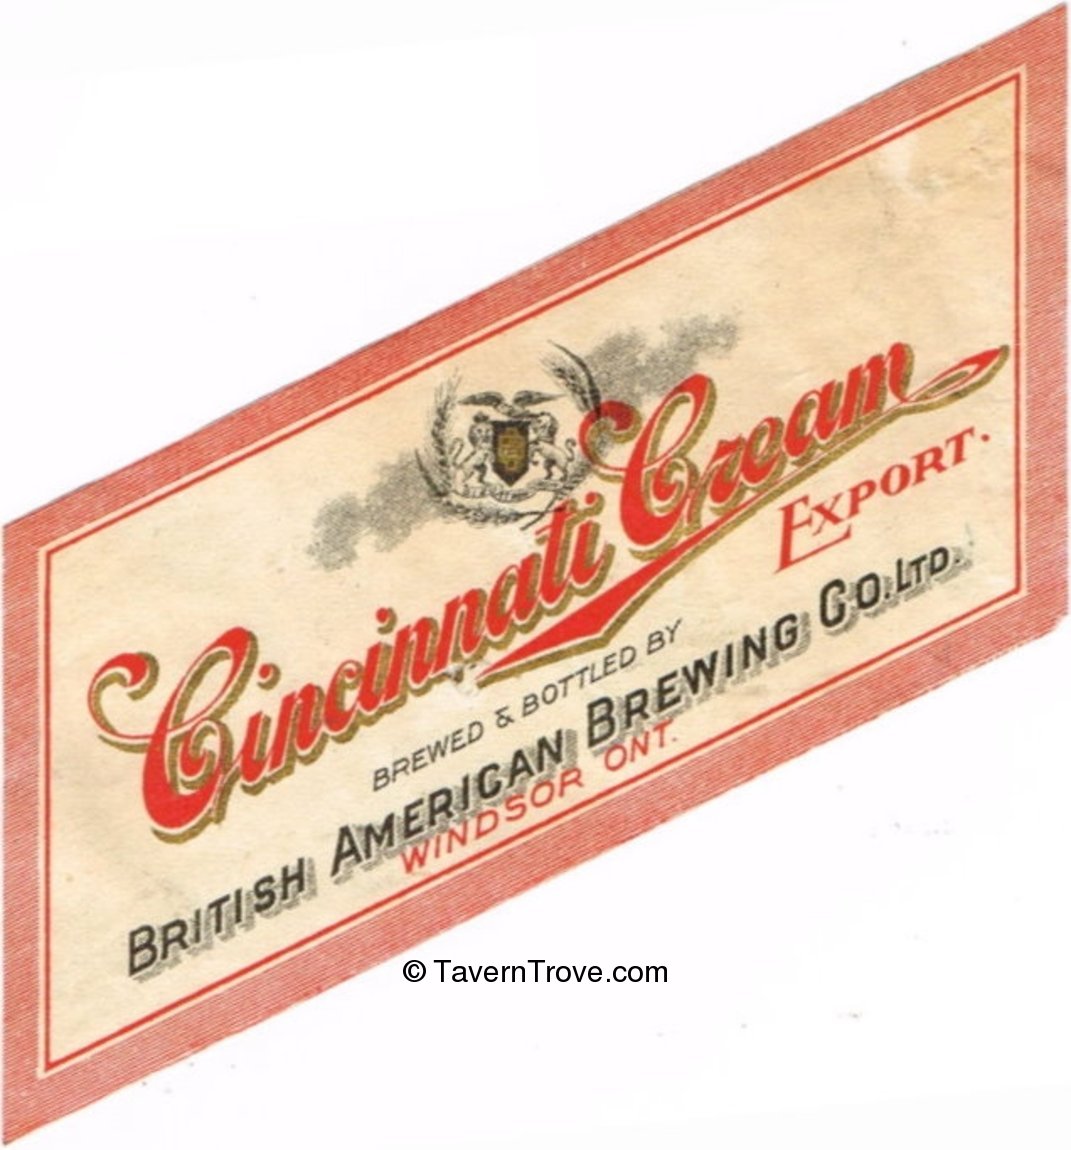 Cincinnati Cream
EXPORT.
BREWED & BOTTLED BY
BRITISH AMERICAN BREWING CO. LTD.
WINDSOR ONT.
© TavernTrove.com